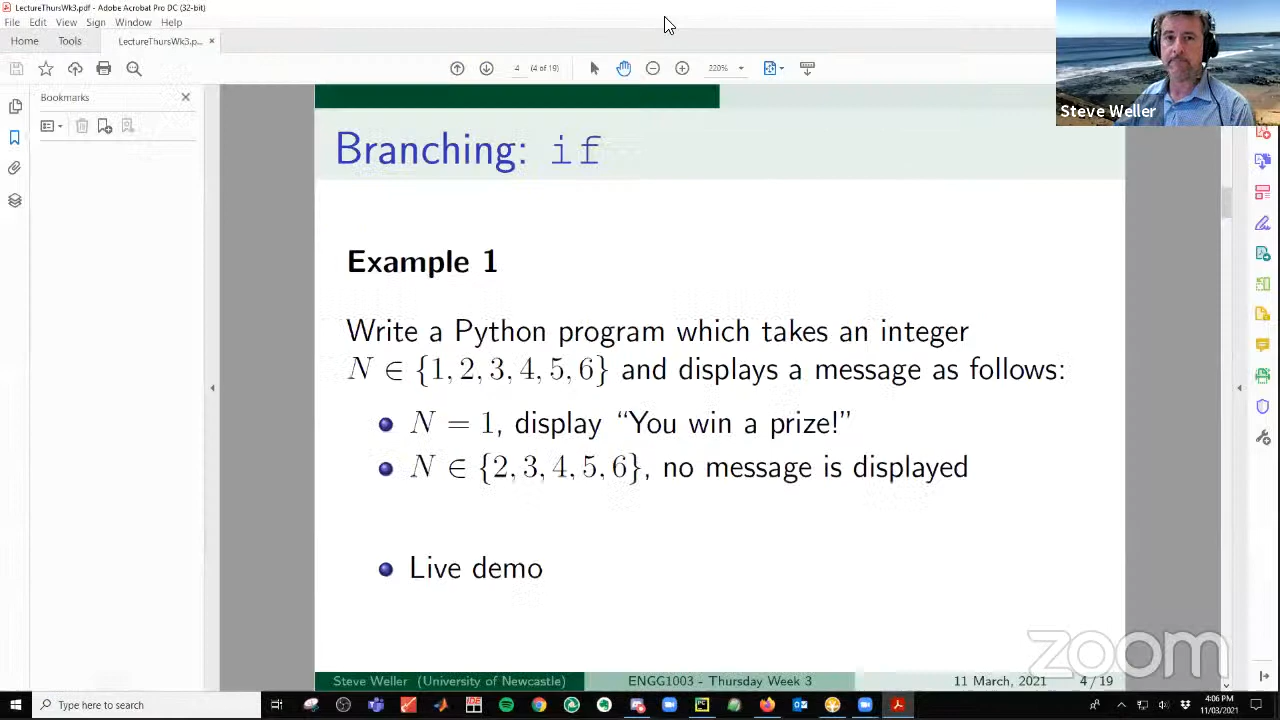 LectureThursWk3.pdf - Adobe Acrobat Pro DC (32-bit)
File Edit View Sign Window Help
Home Tools LectureThursWk3.p... ×
4 (4 of 19) 220%
Bookmarks
Steve Weller
Branching: if
Example 1
Write a Python program which takes an integer
N ∈ {1, 2, 3, 4, 5, 6} and displays a message as follows:
N = 1, display “You win a prize!”
N ∈ {2, 3, 4, 5, 6}, no message is displayed
Live demo
zoom
Steve Weller (University of Newcastle) ENGG1003 - Thursday Week 3 11 March, 2021 4 / 19
Type here to search
4:06 PM
11/03/2021